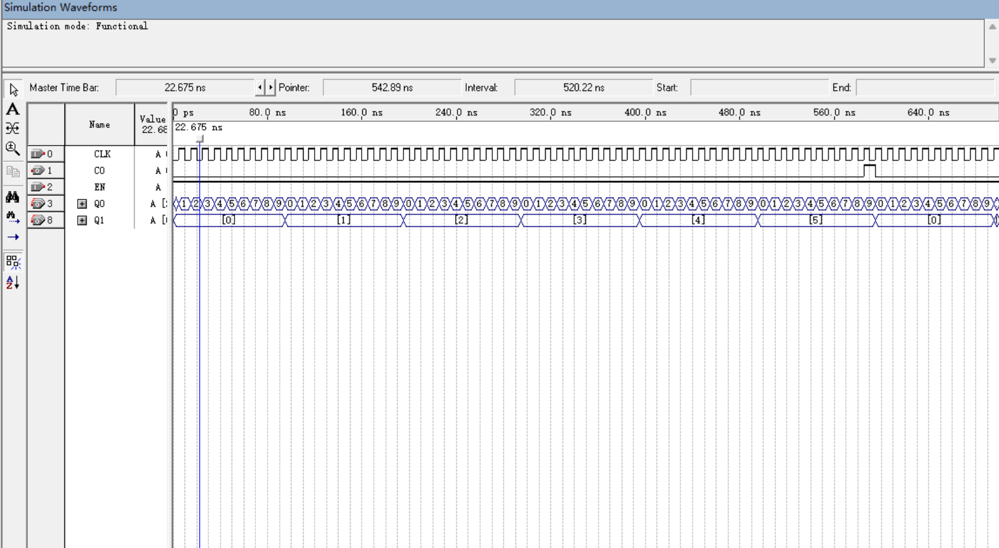 Simulation Waveforms
Simulation mode: Functional
Master Time Bar: 22.675 ns Pointer: 542.89 ns Interval: 520.22 ns Start: End:
Name Value 22.68
0 ps 80.0 ns 160.0 ns 240.0 ns 320.0 ns 400.0 ns 480.0 ns 560.0 ns 640.0 ns
22.675 ns
0 CLK A
1 CO A
2 EN A
3 Q0 A [ 1 2 3 4 5 6 7 8 9 0 1 2 3 4 5 6 7 8 9 0 1 2 3 4 5 6 7 8 9 0 1 2 3 4 5 6 7 8 9 0 1 2 3 4 5 6 7 8 9 0 1 2 3 4 5 6 7 8 9 0 1 2 3 4 5 6 7 8 9
8 Q1 A [ [0] [1] [2] [3] [4] [5] [0]